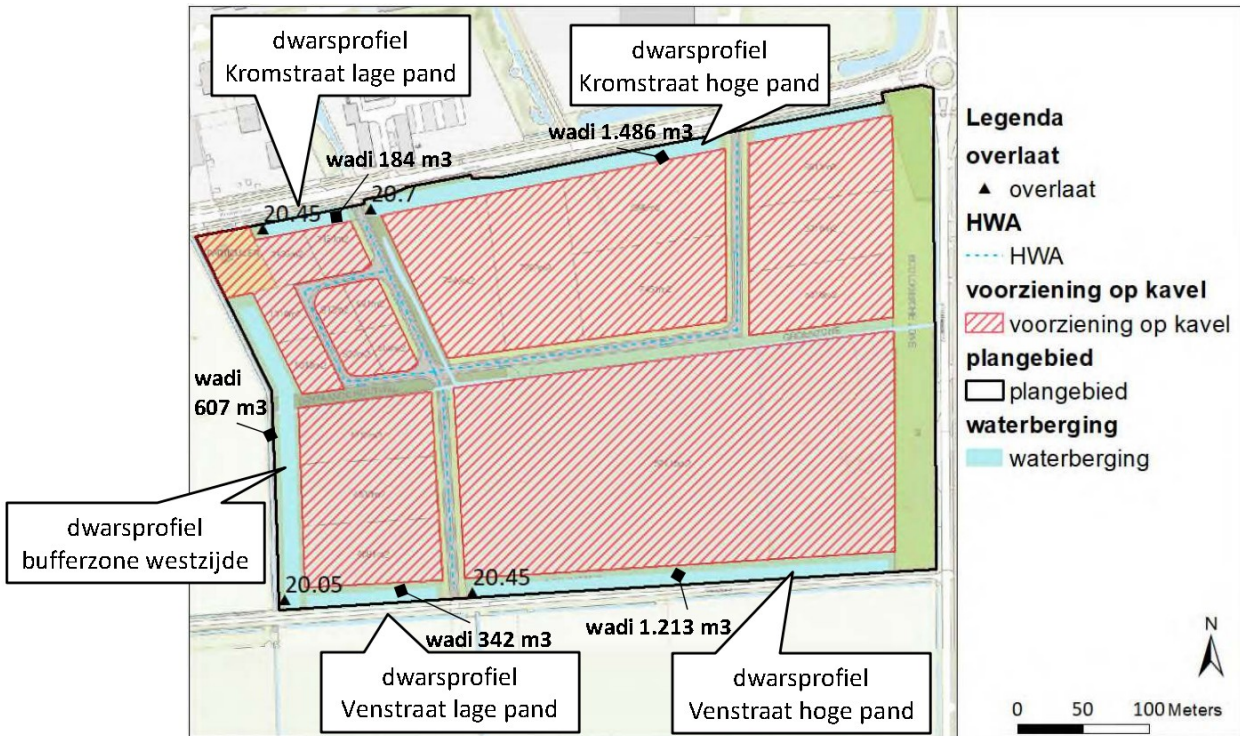 dwarsprofiel
Kromstraat lage pand
dwarsprofiel
Kromstraat hoge pand
wadi 1.486 m3
wadi 184 m3
20.7
20.45
wadi
607 m3
dwarsprofiel
bufferzone westzijde
20.05
20.45
wadi 342 m3
wadi 1.213 m3
dwarsprofiel
Venstraat lage pand
dwarsprofiel
Venstraat hoge pand
Legenda
overlaat
overlaat
HWA
HWA
voorziening op kavel
voorziening op kavel
plangebied
plangebied
waterberging
waterberging
N
0 50 100 Meters